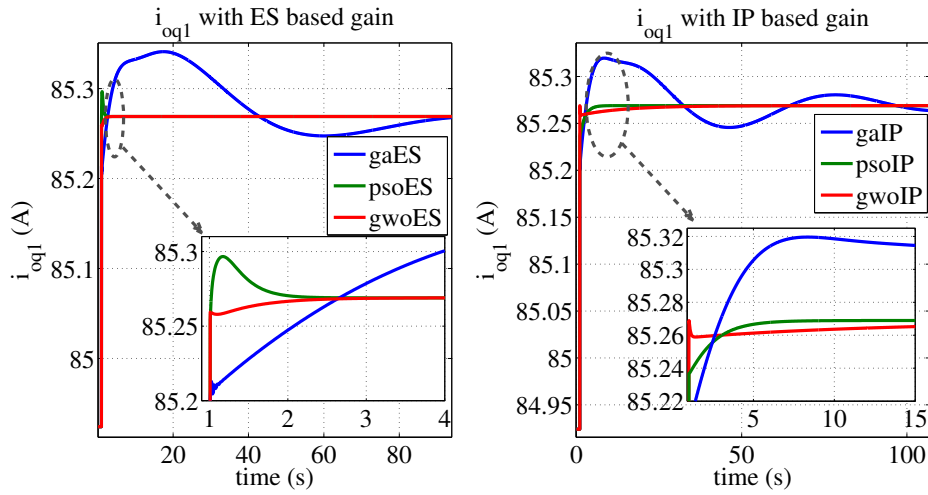 i_oq1 with ES based gain
i_oq1 (A)
85.3
85.2
85.1
85
0 20 40 60 80
time (s)
gaES
psoES
gwoES
85.3
85.26
85.2
1 2 3 4
i_oq1 with IP based gain
i_oq1 (A)
85.3
85.25
85.2
85.15
85.1
85.05
85
84.95
0 50 100
time (s)
gaIP
psoIP
gwoIP
85.32
85.3
85.28
85.26
85.24
85.22
5 10 15